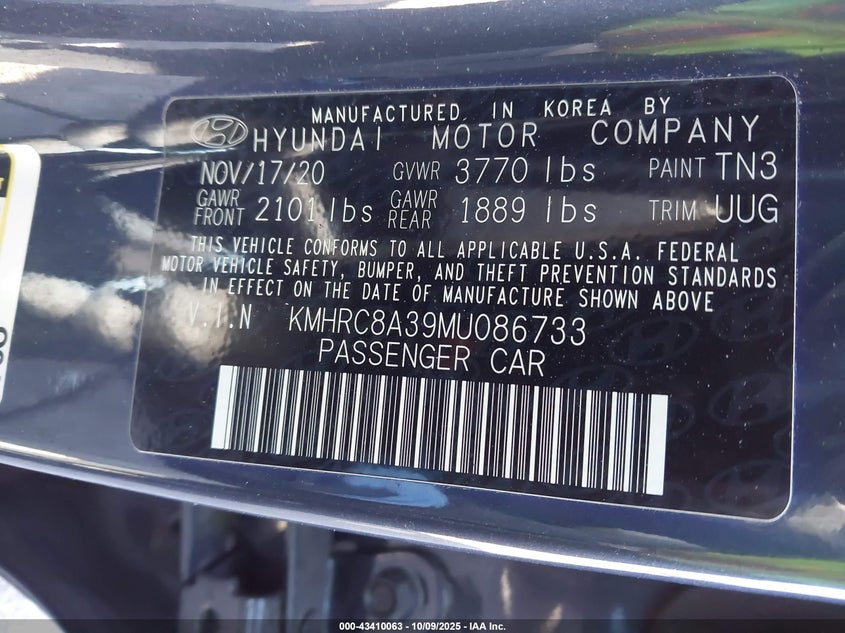 MANUFACTURED IN KOREA BY
HYUNDAI MOTOR COMPANY
NOV/17/20 GVWR 3770 lbs PAINT TN3
GAWR FRONT 2101 lbs GAWR REAR 1889 lbs TRIM UUG
THIS VEHICLE CONFORMS TO ALL APPLICABLE U.S.A. FEDERAL
MOTOR VEHICLE SAFETY, BUMPER, AND THEFT PREVENTION STANDARDS
IN EFFECT ON THE DATE OF MANUFACTURE SHOWN ABOVE
V.I.N KMHRC8A39MU086733
PASSENGER CAR
000-43410063 - 10/09/2025 - IAA Inc.